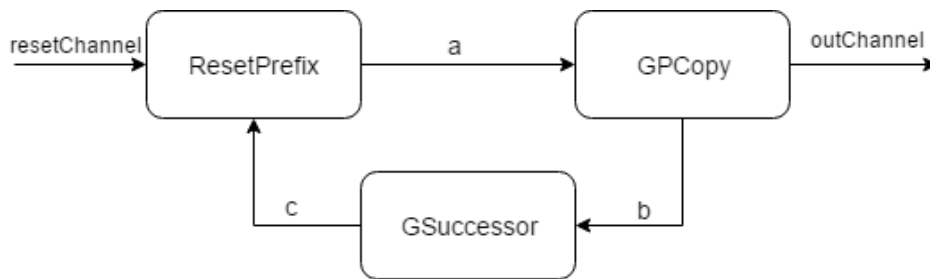 resetChannel
ResetPrefix
a
GPCopy
outChannel
c
GSuccessor
b